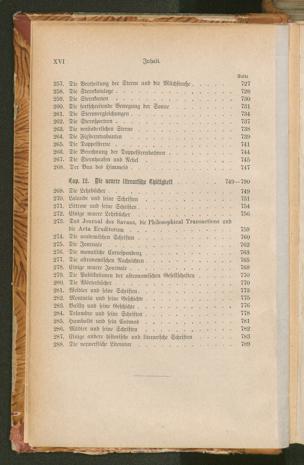 XVI Inhalt
Seite
257. Die Vertheilung der Sterne und die Milchstraße 727
258. Die Sternkataloge 728
259. Die Sternkarten 730
260. Die fortschreitende Bewegung der Sonne 731
261. Die Sternvergleichungen 734
262. Die Sternspectren 737
263. Die veränderlichen Sterne 738
264. Die Fixsterntrabanten 739
265. Die Doppelsterne 741
266. Die Berechnung der Doppelsternbahnen 744
267. Die Sternhaufen und Nebel 745
268. Der Bau des Himmels 747
Cap. 12. Die neuere literarische Thätigkeit 749—790
269. Die Lehrbücher 749
270. Lalande und seine Schriften 751
271. Littrow und seine Schriften 754
272. Einige neuere Lehrbücher 756
273. Das Journal des Savans, die Philosophical Transactions und
die Acta Eruditorum 759
274. Die academischen Schriften 760
275. Die Journale 762
276. Die monatliche Correspondenz 763
277. Die astronomischen Nachrichten 765
278. Einige neuere Journale 768
279. Die Publikationen der astronomischen Gesellschaften 770
280. Die Wörterbücher 770
281. Weidler und seine Schriften 773
282. Montucla und seine Geschichte 775
283. Bailly und seine Geschichte 776
284. Delambre und seine Schriften 778
285. Humboldt und sein Cosmos 781
286. Mädler und seine Schriften 782
287. Einige andere historische und literarische Schriften 783
288. Die periodische Literatur 789